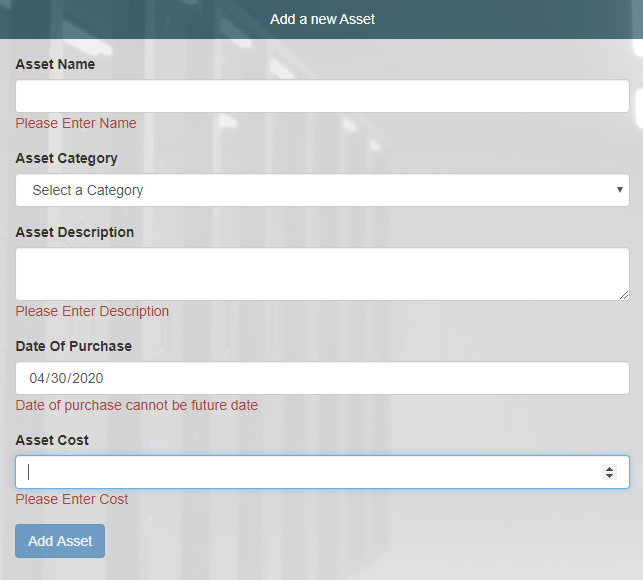 Add a new Asset
Asset Name
Please Enter Name
Asset Category
Select a Category
Asset Description
Please Enter Description
Date Of Purchase
04/30/2020
Date of purchase cannot be future date
Asset Cost
Please Enter Cost
Add Asset